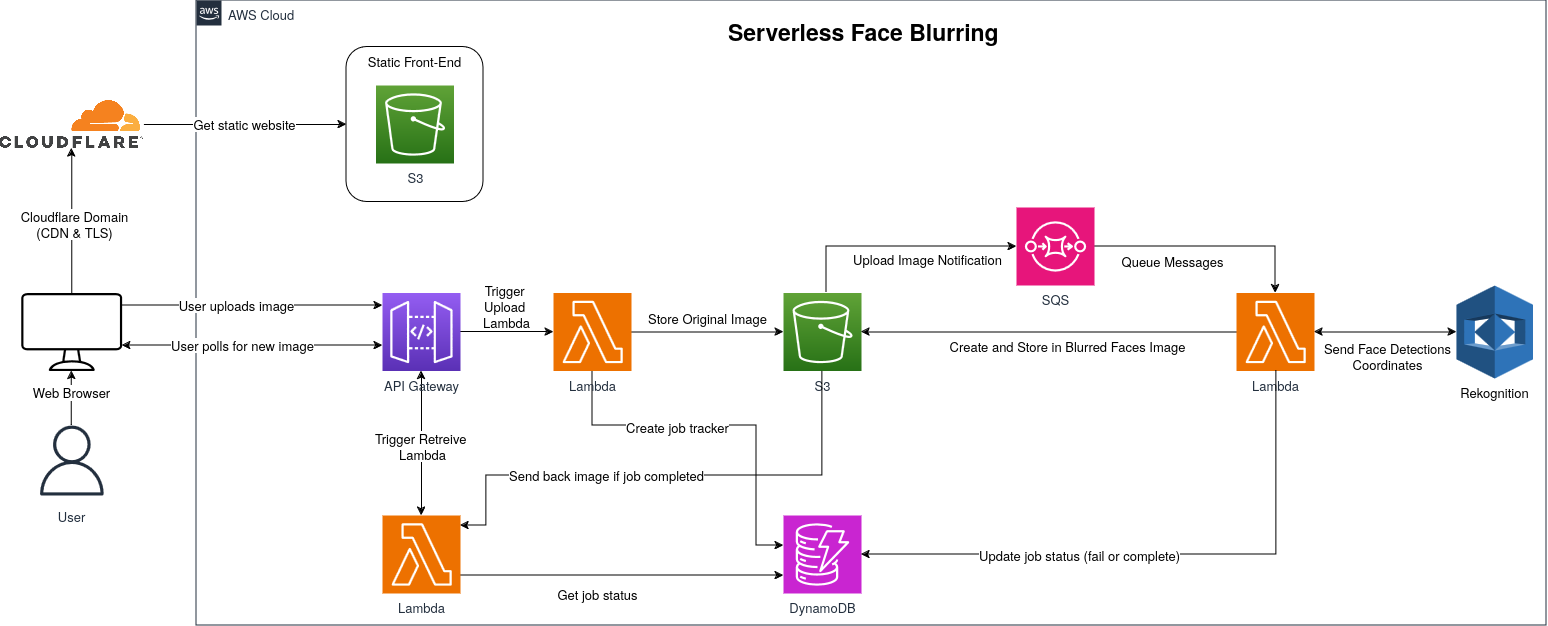 aws
AWS Cloud
Serverless Face Blurring
Static Front-End
S3
CLOUDFLARE
Get static website
Cloudflare Domain
(CDN & TLS)
Upload Image Notification
SQS
Queue Messages
User uploads image
User polls for new image
Web Browser
User
API Gateway
Trigger
Upload
Lambda
Lambda
Store Original Image
S3
Create and Store in Blurred Faces Image
Lambda
Send Face Detections
Coordinates
Rekognition
Create job tracker
Trigger Retreive
Lambda
Send back image if job completed
Lambda
Get job status
DynamoDB
Update job status (fail or complete)